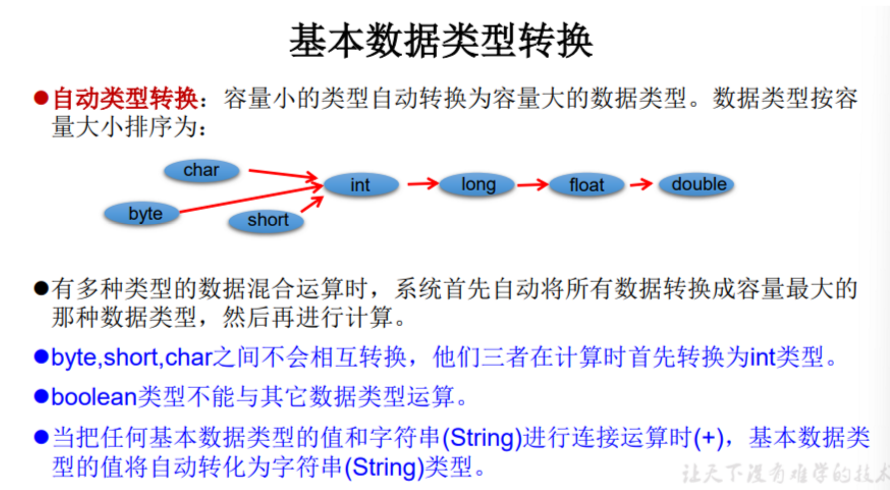 基本数据类型转换
●自动类型转换：容量小的类型自动转换为容量大的数据类型。数据类型按容
量大小排序为：
char
int
long
float
double
byte
short
●有多种类型的数据混合运算时，系统首先自动将所有数据转换成容量最大的
那种数据类型，然后再进行计算。
●byte,short,char之间不会相互转换，他们三者在计算时首先转换为int类型。
●boolean类型不能与其它数据类型运算。
●当把任何基本数据类型的值和字符串(String)进行连接运算时(+)，基本数据类
型的值将自动转化为字符串(String)类型。
让天下没有难学的技术